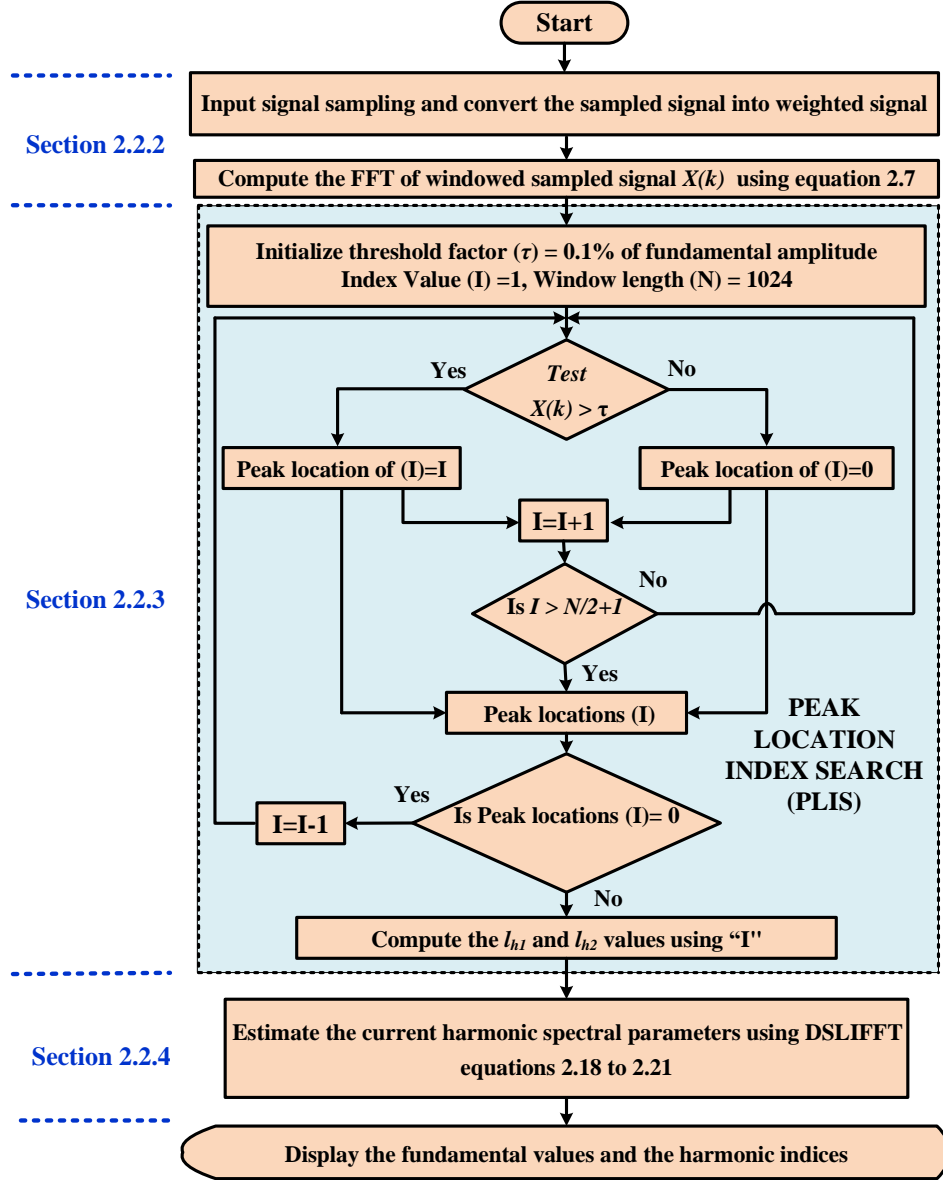 Start
Input signal sampling and convert the sampled signal into weighted signal
Section 2.2.2
Compute the FFT of windowed sampled signal X(k) using equation 2.7
Initialize threshold factor (τ) = 0.1% of fundamental amplitude
Index Value (I) =1, Window length (N) = 1024
Yes
Test
X(k) > τ
No
Peak location of (I)=I
Peak location of (I)=0
I=I+1
Section 2.2.3
Is I > N/2+1
No
Yes
Peak locations (I)
PEAK
LOCATION
INDEX SEARCH
(PLIS)
I=I-1
Yes
Is Peak locations (I)= 0
No
Compute the lh1 and lh2 values using “I"
Section 2.2.4
Estimate the current harmonic spectral parameters using DSLIFFT
equations 2.18 to 2.21
Display the fundamental values and the harmonic indices